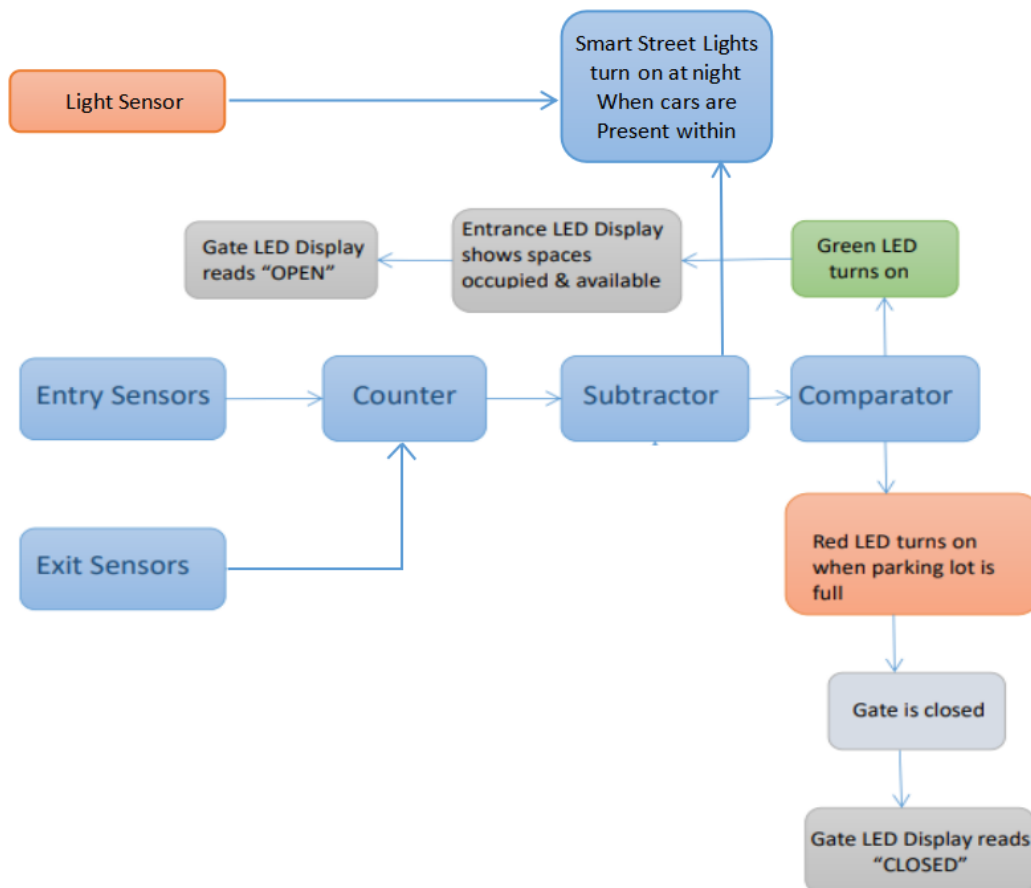 Smart Street Lights
turn on at night
When cars are
Present within
Light Sensor
Gate LED Display
reads “OPEN”
Entrance LED Display
shows spaces
occupied & available
Green LED
turns on
Entry Sensors
Counter
Subtractor
Comparator
Exit Sensors
Red LED turns on
when parking lot is
full
Gate is closed
Gate LED Display reads
“CLOSED”